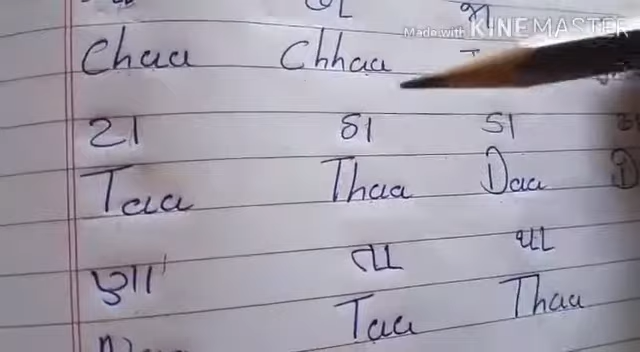 Made with KINEMASTER
Chaa Chhaa
ટા ઠા ડા
Taa Thaa Daa
ણા તા થા
Taa Thaa